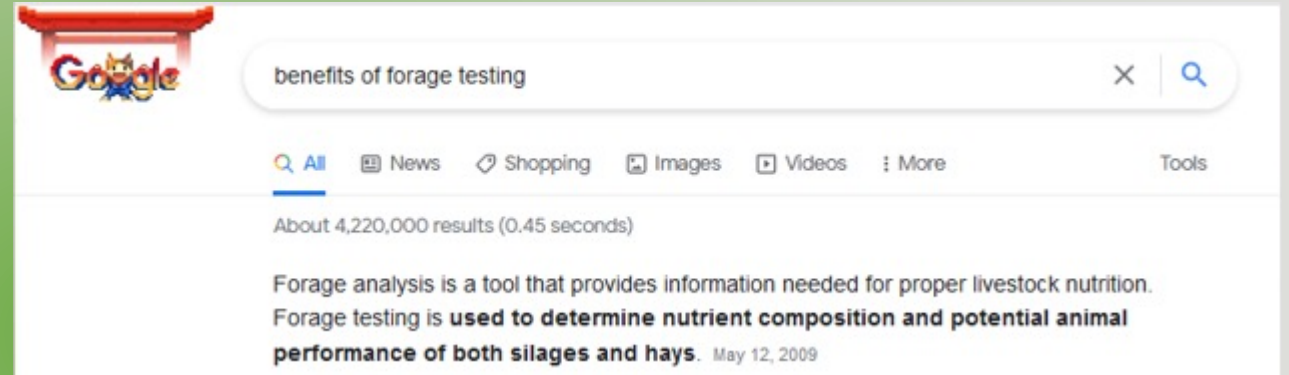 Google
benefits of forage testing
All News Shopping Images Videos More Tools
About 4,220,000 results (0.45 seconds)
Forage analysis is a tool that provides information needed for proper livestock nutrition.
Forage testing is used to determine nutrient composition and potential animal
performance of both silages and hays. May 12, 2009